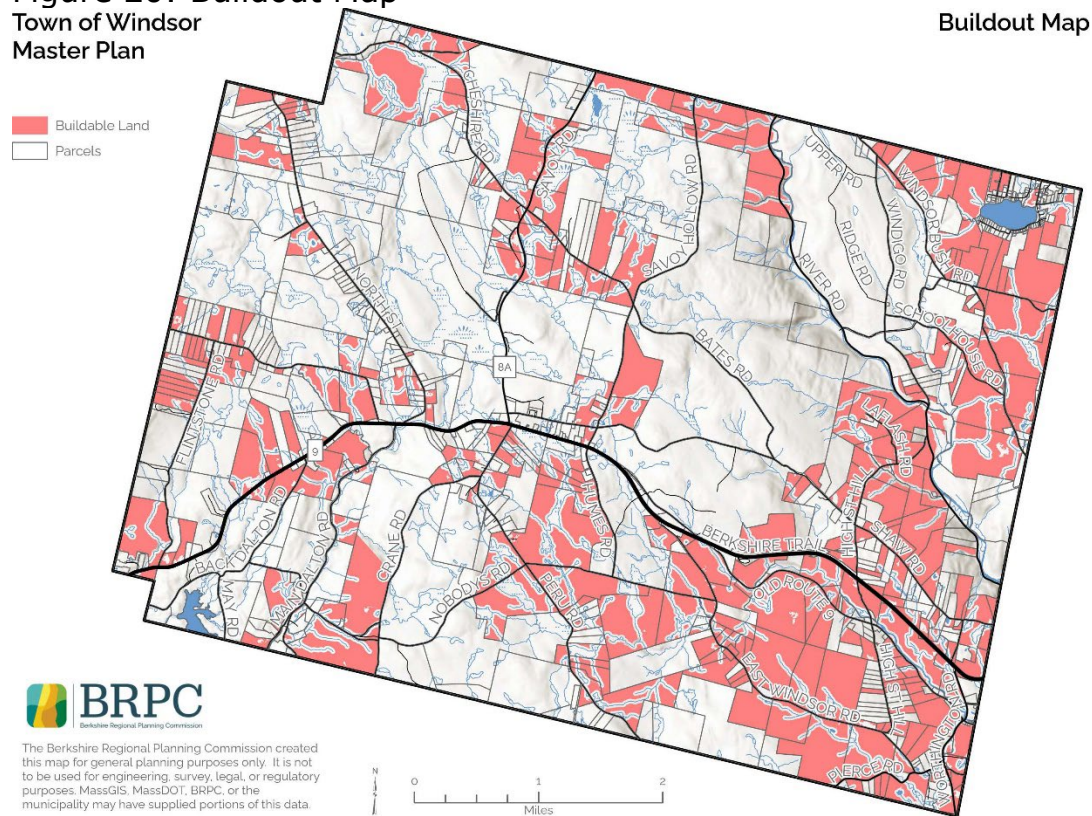 Figure 20: Buildout Map
Town of Windsor
Master Plan
Buildout Map
Buildable Land
Parcels
CHESHIRE RD
SAVOY RD
SAVOY HOLLOW RD
UPPER RD
WINDSOR BUSH RD
WINDIGO RD
RIDGE RD
RIVER RD
SCHOOLHOUSE RD
NORTH ST
BATES RD
8A
FLINGSTONE RD
LAFLASH RD
9
HUMES RD
BERKSHIRE TRAIL
HIGH ST HILL
SHAW RD
BACK DALTON RD
CRANE RD
NOBODYS RD
PERU RD
OLD ROUTE 9
MAY RD
EAST WINDSOR RD
HIGH ST HILL
WORTHINGTON RD
PIERCE RD
BRPC
Berkshire Regional Planning Commission
The Berkshire Regional Planning Commission created
this map for general planning purposes only. It is not
to be used for engineering, survey, legal, or regulatory
purposes. MassGIS, MassDOT, BRPC, or the
municipality may have supplied portions of this data.
N
0 1 2
Miles